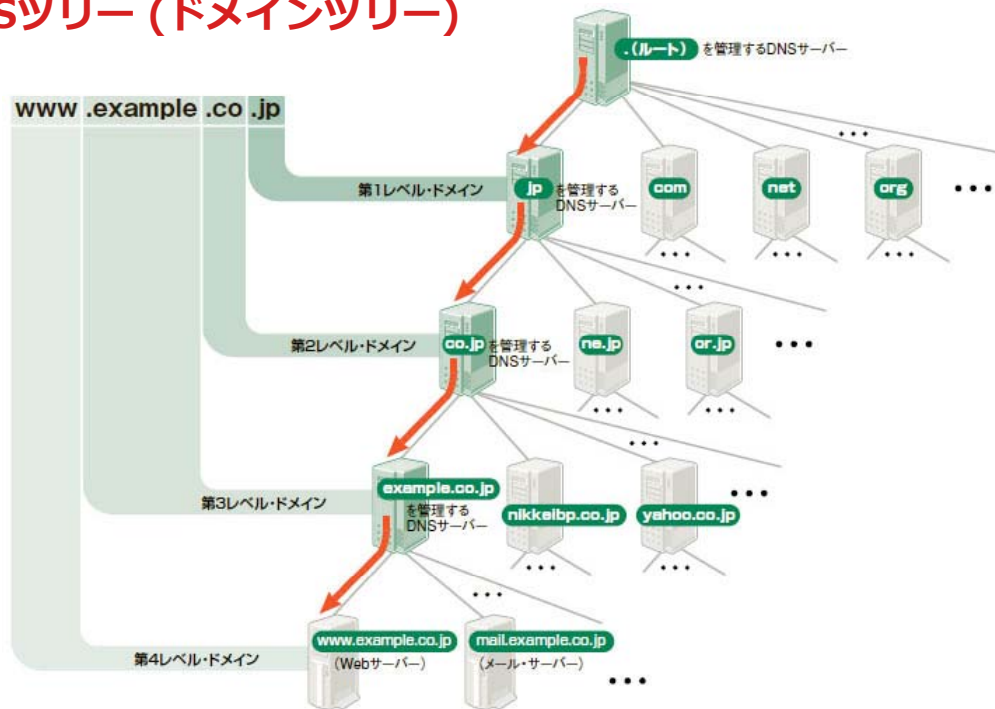 Sツリー (ドメインツリー)
.(ルート) を管理するDNSサーバー
www .example .co .jp
・・・
第1レベル・ドメイン
jp を管理する
DNSサーバー
com
net
org
・・・
・・・
・・・
・・・
・・・
第2レベル・ドメイン
co.jp を管理する
DNSサーバー
ne.jp
or.jp
・・・
・・・
・・・
・・・
第3レベル・ドメイン
example.co.jp
を管理する
DNSサーバー
nikkeibp.co.jp
yahoo.co.jp
・・・
・・・
・・・
・・・
第4レベル・ドメイン
www.example.co.jp
(Webサーバー)
mail.example.co.jp
(メール・サーバー)
・・・